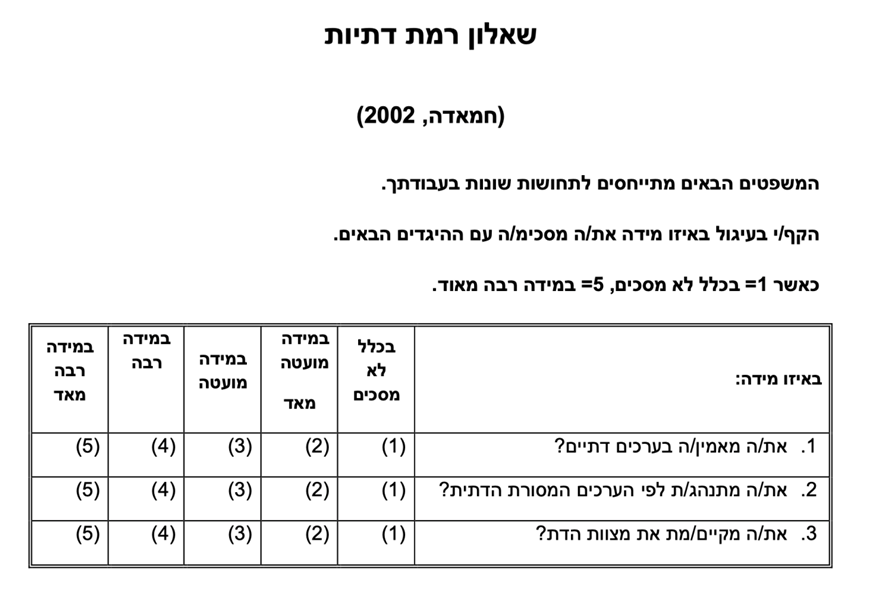 שאלון רמת דתיות
(חמאדה, 2002)
המשפטים הבאים מתייחסים לתחושות שונות בעבודתך.
הקף/י בעיגול באיזו מידה את/ה מסכימ/ה עם ההיגדים הבאים.
כאשר 1= בכלל לא מסכים, 5= במידה רבה מאוד.
באיזו מידה: בכלל לא מסכים במידה מועטה מאד במידה מועטה במידה רבה במידה רבה מאד
1. את/ה מאמין/ה בערכים דתיים? (1) (2) (3) (4) (5)
2. את/ה מתנהג/ת לפי הערכים המסורת הדתית? (1) (2) (3) (4) (5)
3. את/ה מקיים/מת את מצוות הדת? (1) (2) (3) (4) (5)